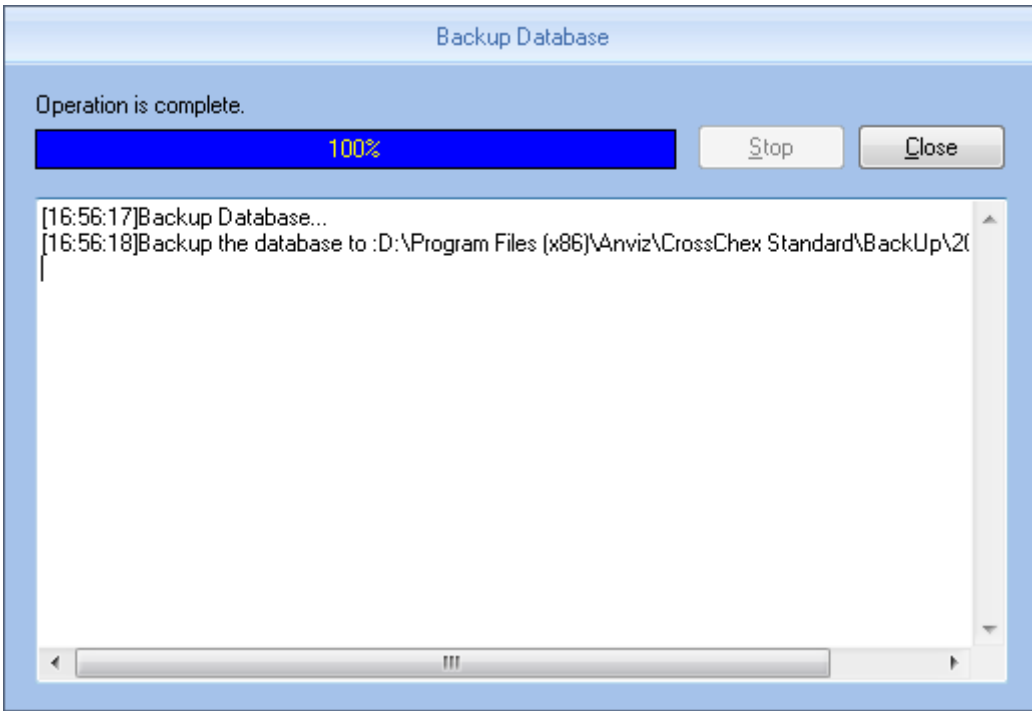 Backup Database
Operation is complete.
100%
Stop
Close
[16:56:17]Backup Database...
[16:56:18]Backup the database to :D:\Program Files (x86)\Anviz\CrossChex Standard\BackUp\20